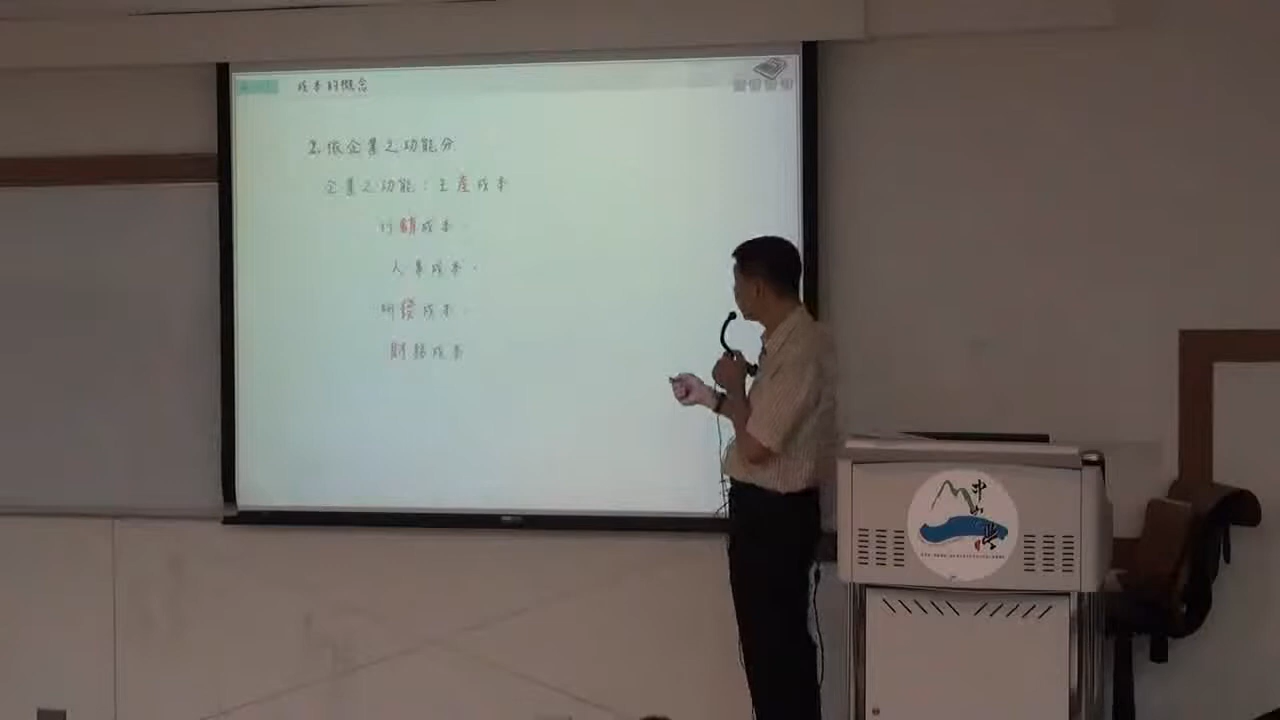 成本的概念
依企業之功能分
企業之功能：生產成本
行銷成本
人事成本
研發成本
財務成本
中山